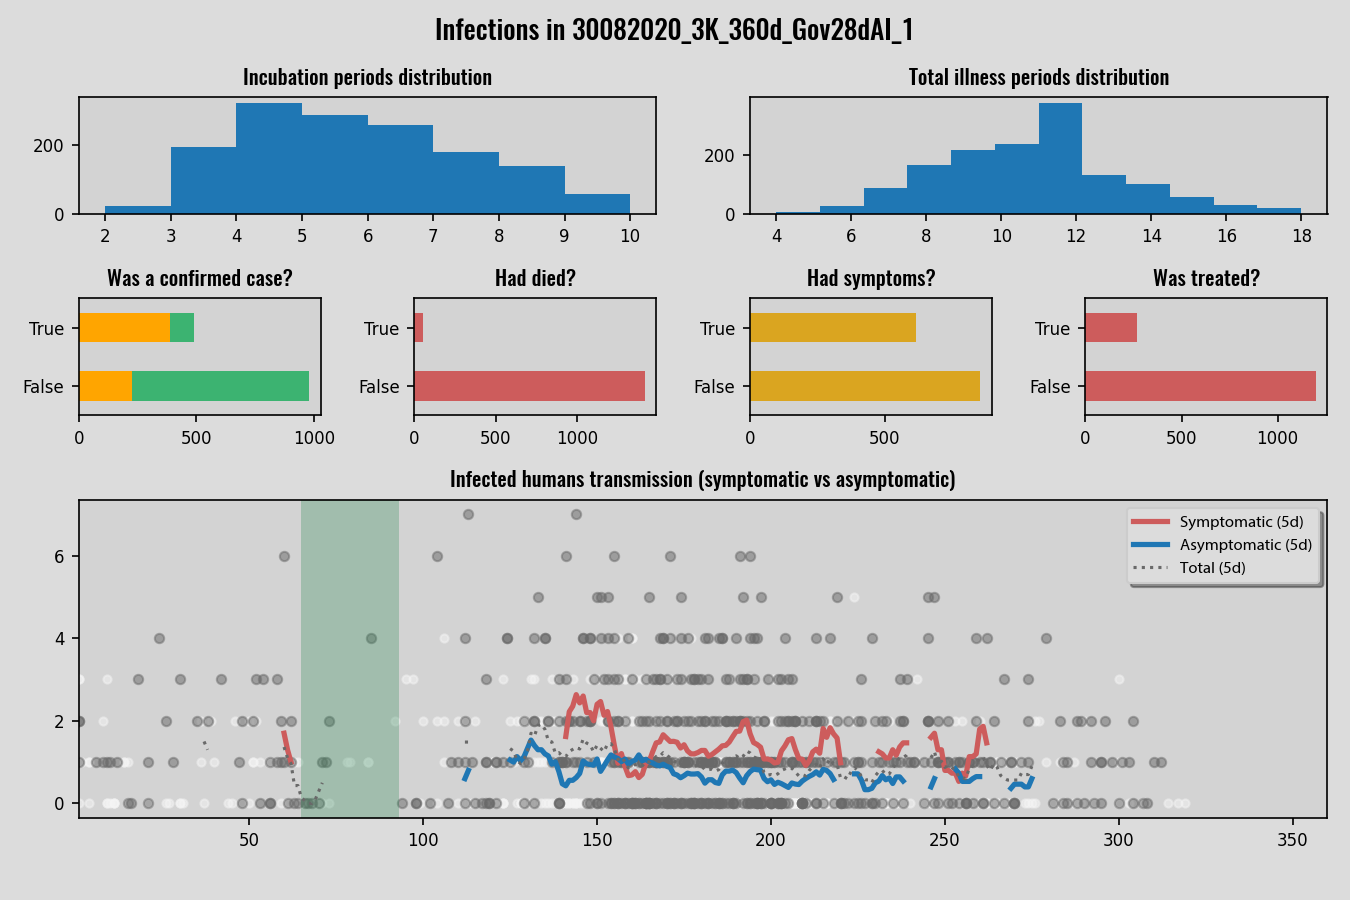 Infections in 30082020_3K_360d_Gov28dAI_1
Incubation periods distribution
Total illness periods distribution
200
0
2 3 4 5 6 7 8 9 10
200
0
4 6 8 10 12 14 16 18
Was a confirmed case?
Had died?
Had symptoms?
Was treated?
True
False
0 500 1000
True
False
0 500 1000
True
False
0 500
True
False
0 500 1000
Infected humans transmission (symptomatic vs asymptomatic)
Symptomatic (5d)
Asymptomatic (5d)
Total (5d)
6
4
2
0
50 100 150 200 250 300 350